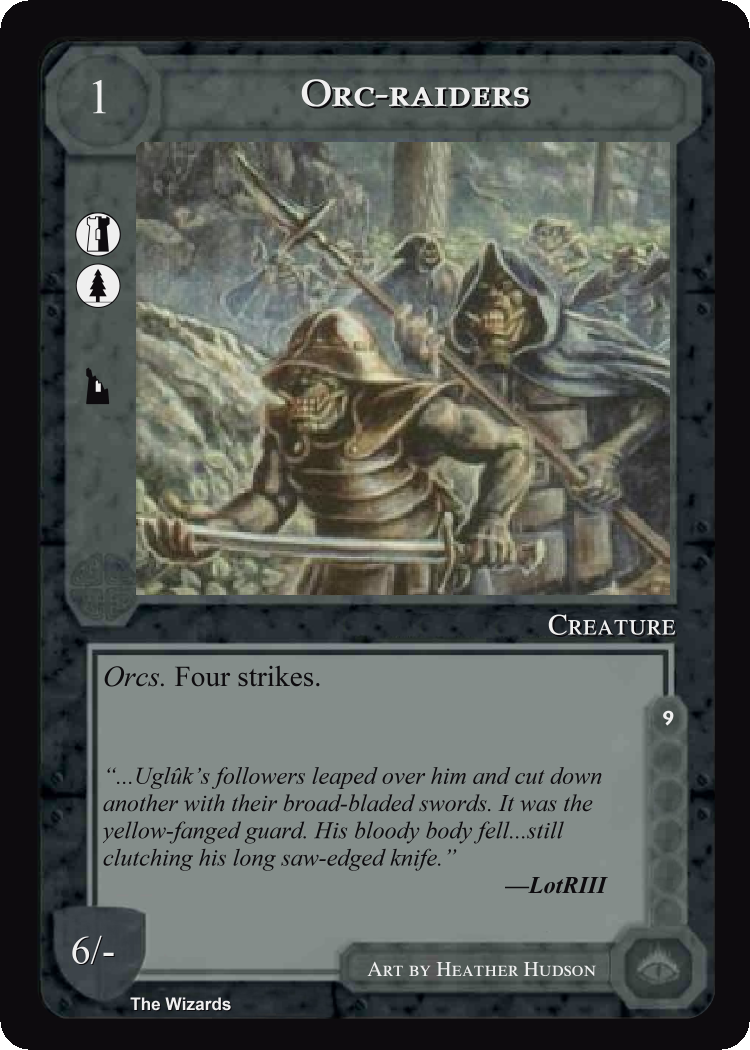 1
Orc-raiders
Creature
Orcs. Four strikes.
9
“...Uglûk’s followers leaped over him and cut down
another with their broad-bladed swords. It was the
yellow-fanged guard. His bloody body fell...still
clutching his long saw-edged knife.”
—LotRIII
6/-
Art by Heather Hudson
The Wizards